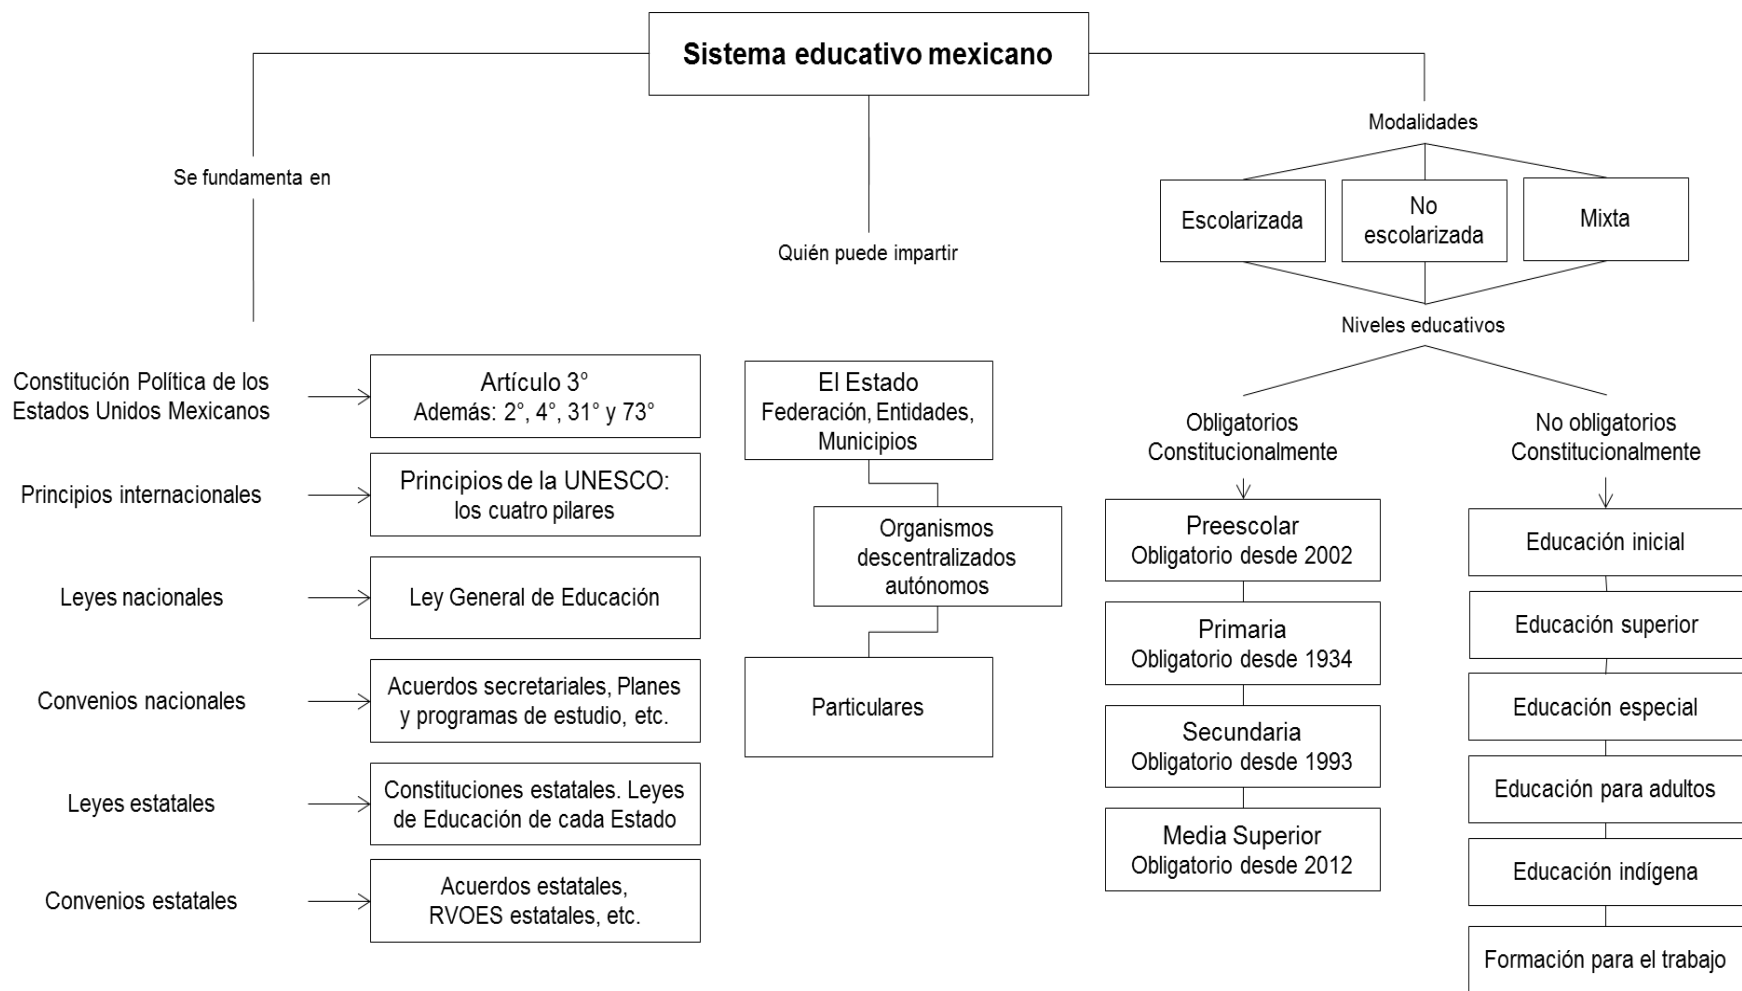 Sistema educativo mexicano
Se fundamenta en
Constitución Política de los
Estados Unidos Mexicanos
Artículo 3°
Además: 2°, 4°, 31° y 73°
Principios internacionales
Principios de la UNESCO:
los cuatro pilares
Leyes nacionales
Ley General de Educación
Convenios nacionales
Acuerdos secretariales, Planes
y programas de estudio, etc.
Leyes estatales
Constituciones estatales. Leyes
de Educación de cada Estado
Convenios estatales
Acuerdos estatales,
RVOES estatales, etc.
Quién puede impartir
El Estado
Federación, Entidades,
Municipios
Organismos
descentralizados
autónomos
Particulares
Modalidades
Escolarizada
No
escolarizada
Mixta
Niveles educativos
Obligatorios
Constitucionalmente
Preescolar
Obligatorio desde 2002
Primaria
Obligatorio desde 1934
Secundaria
Obligatorio desde 1993
Media Superior
Obligatorio desde 2012
No obligatorios
Constitucionalmente
Educación inicial
Educación superior
Educación especial
Educación para adultos
Educación indígena
Formación para el trabajo